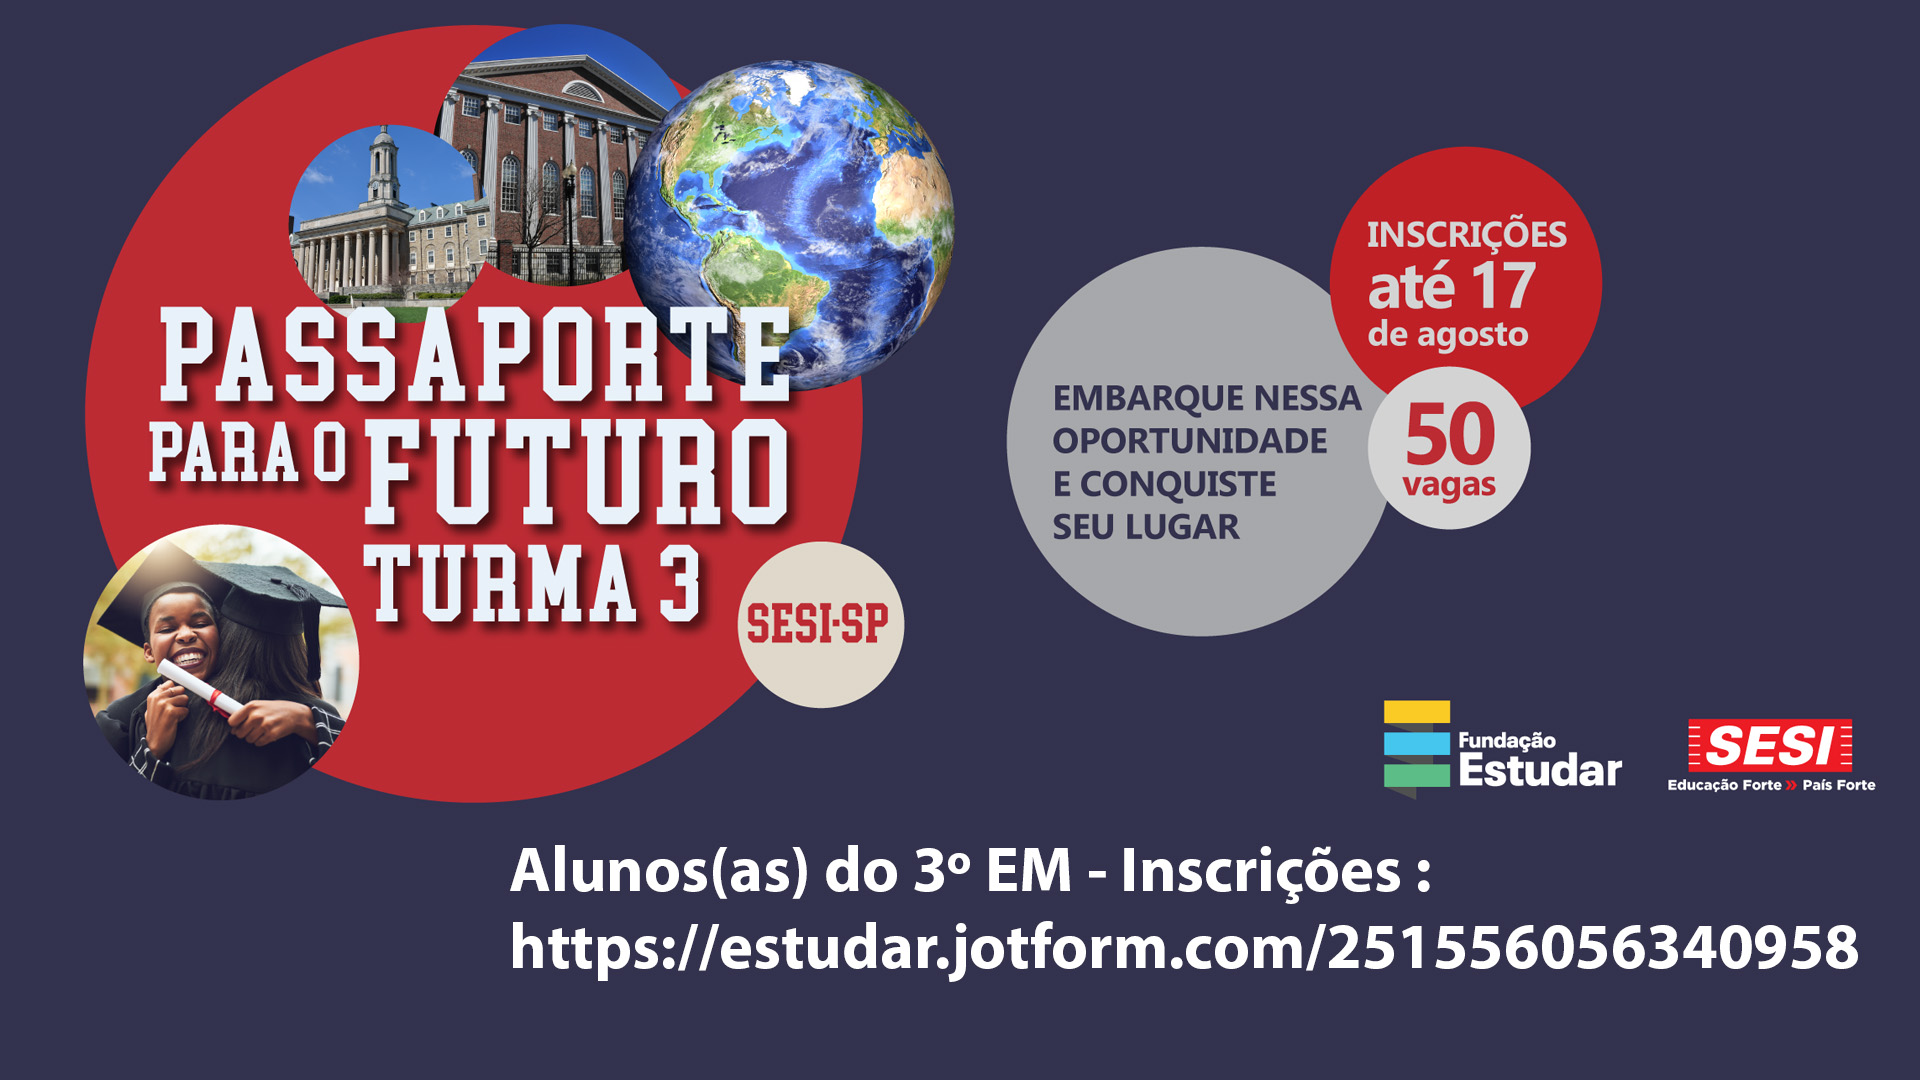 PASSAPORTE
PARA O FUTURO
TURMA 3
SESI-SP
EMBARQUE NESSA
OPORTUNIDADE
E CONQUISTE
SEU LUGAR
INSCRIÇÕES
até 17
de agosto
50
vagas
Fundação
Estudar
SESI
Educação Forte » País Forte
Alunos(as) do 3º EM - Inscrições :
https://estudar.jotform.com/251556056340958